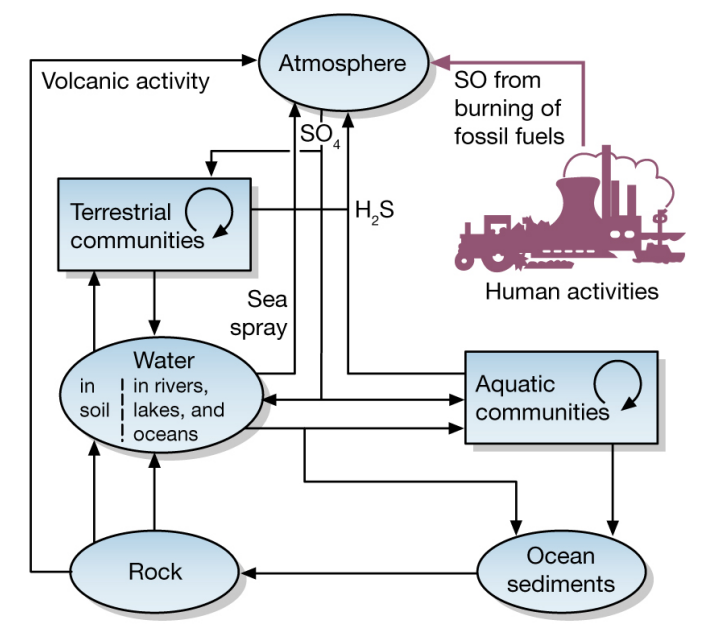 Atmosphere
Volcanic activity
SO from
burning of
fossil fuels
SO₄
Terrestrial
communities
H₂S
Human activities
Sea
spray
Water
in
soil
in rivers,
lakes, and
oceans
Aquatic
communities
Rock
Ocean
sediments